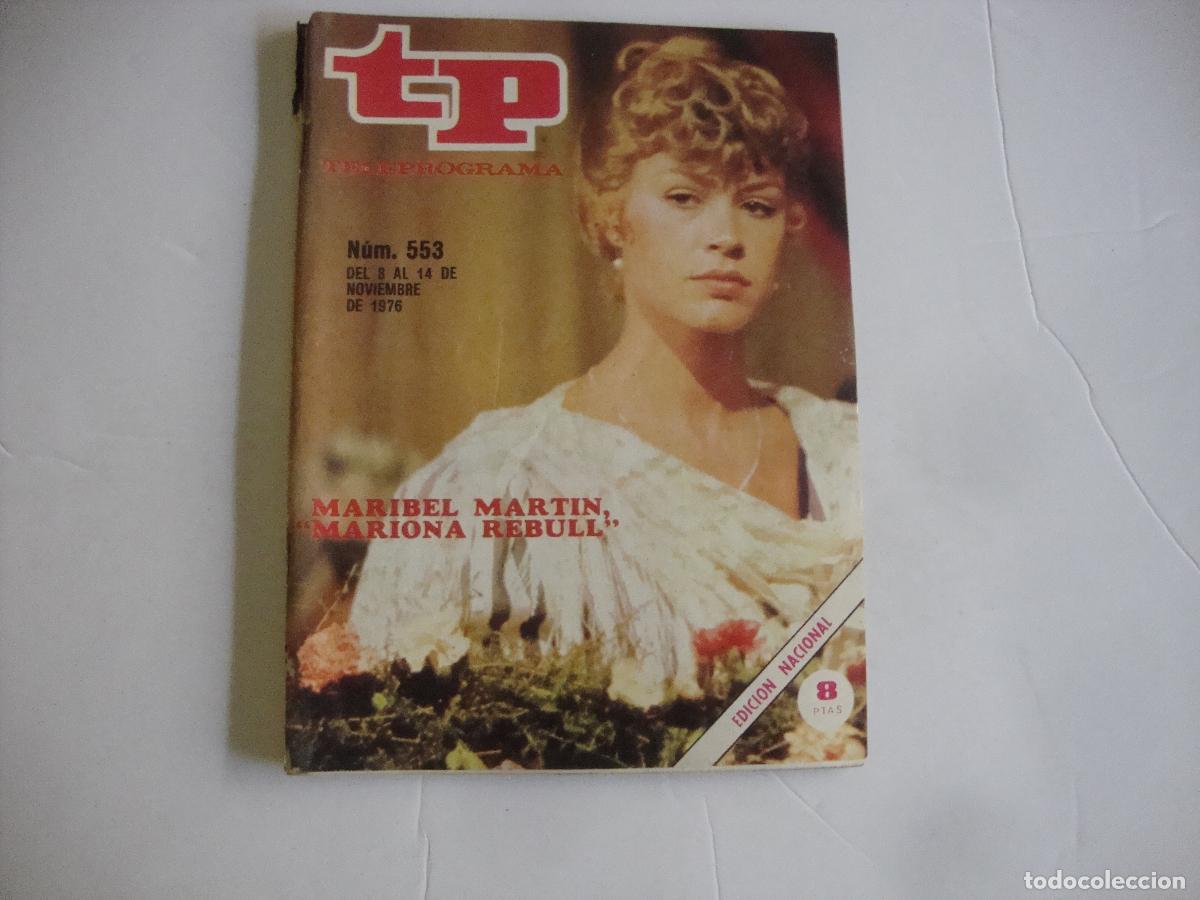 tp
TELEPROGRAMA
Núm. 553
DEL 8 AL 14 DE
NOVIEMBRE
DE 1976
MARIBEL MARTIN,
“MARIONA REBULL”
EDICION NACIONAL
8
PTAS
todocoleccion